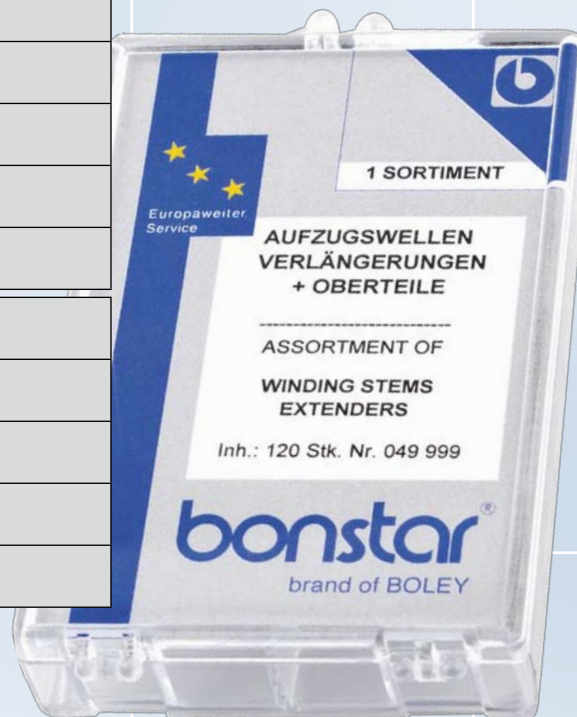 1 SORTIMENT
Europaweiter
Service
AUFZUGSWELLEN
VERLÄNGERUNGEN
+ OBERTEILE
---------------------------
ASSORTMENT OF
WINDING STEMS
EXTENDERS
Inh.: 120 Stk. Nr. 049 999
bonstar®
brand of BOLEY